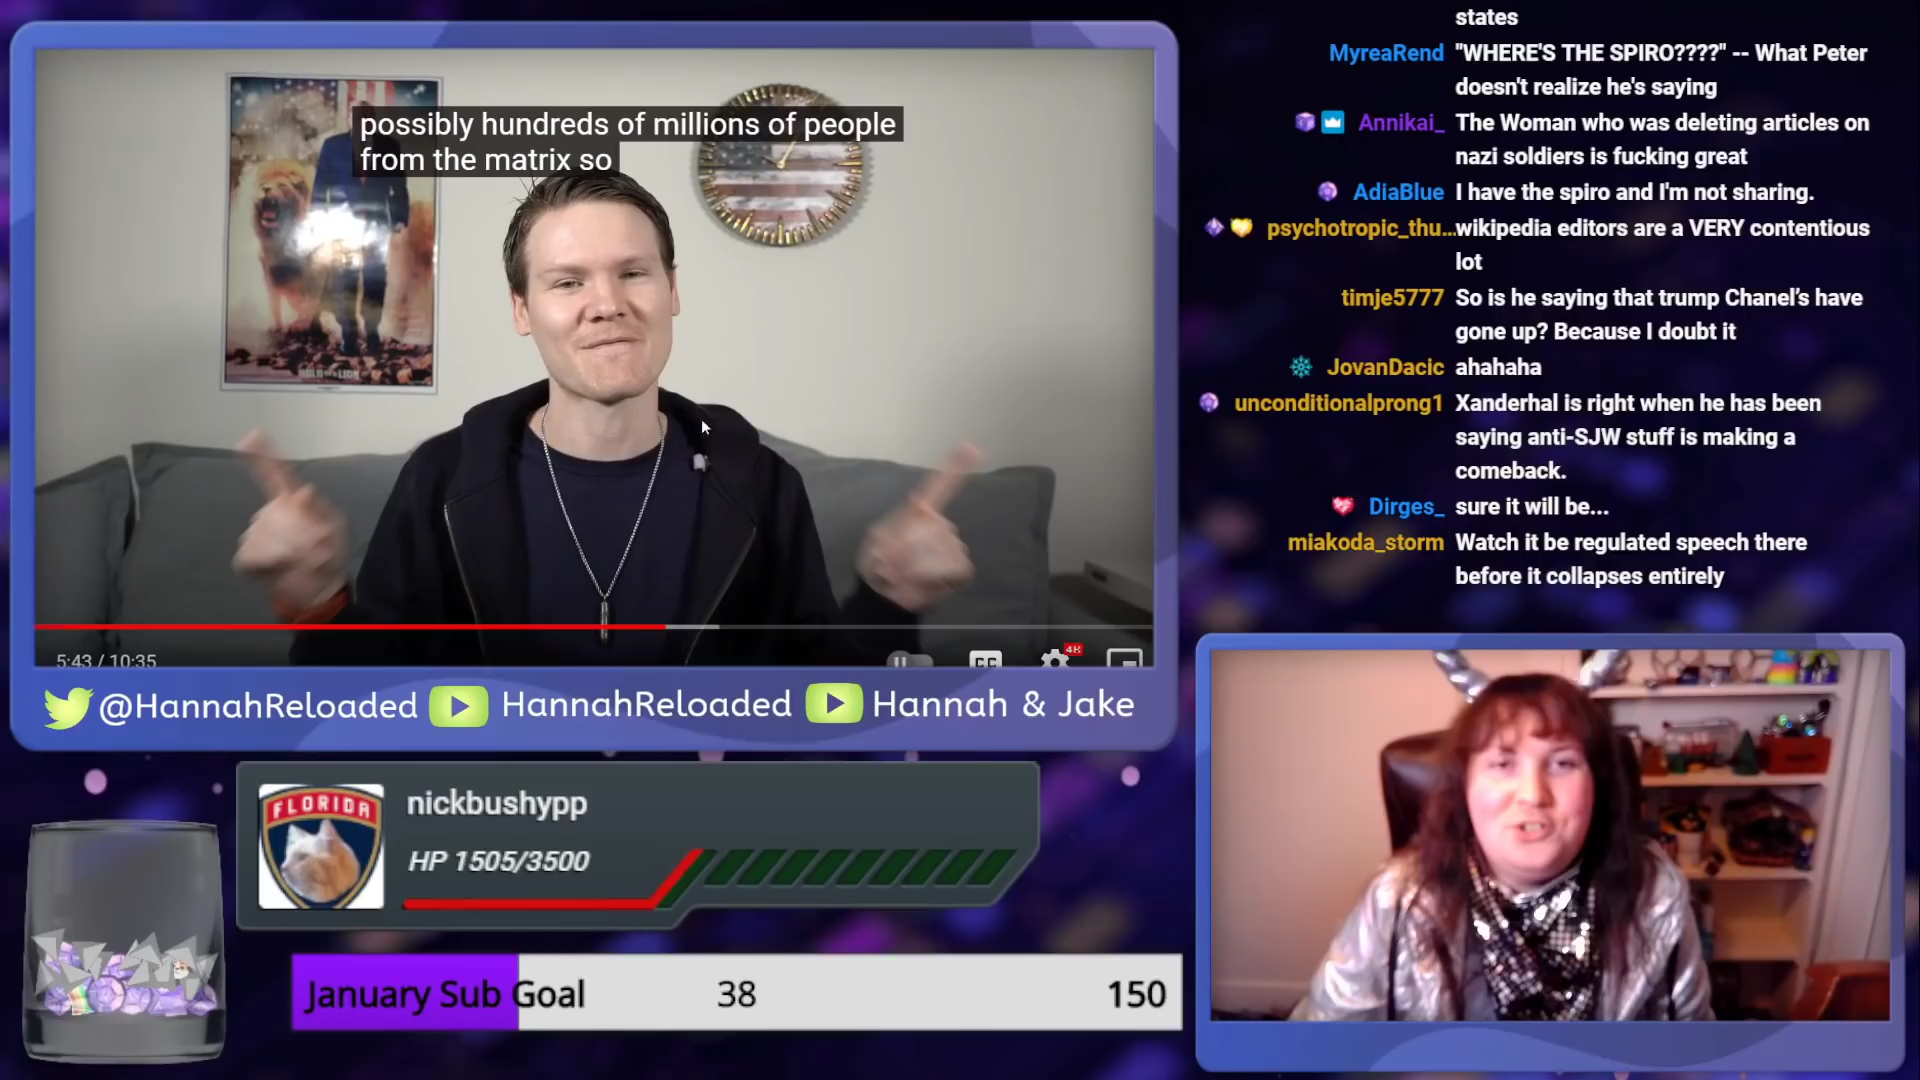 possibly hundreds of millions of people
from the matrix so
5:43 / 10:35
CC
4K
@HannahReloaded
HannahReloaded
Hannah & Jake
FLORIDA
nickbushypp
HP 1505/3500
January Sub Goal
38
150
states
MyreaRend "WHERE'S THE SPIRO????" -- What Peter
doesn't realize he's saying
Annikai_ The Woman who was deleting articles on
nazi soldiers is fucking great
AdiaBlue I have the spiro and I'm not sharing.
psychotropic_thu... wikipedia editors are a VERY contentious
lot
timje5777 So is he saying that trump Chanel's have
gone up? Because I doubt it
JovanDacic ahahaha
unconditionalprong1 Xanderhal is right when he has been
saying anti-SJW stuff is making a
comeback.
Dirges_ sure it will be...
miakoda_storm Watch it be regulated speech there
before it collapses entirely